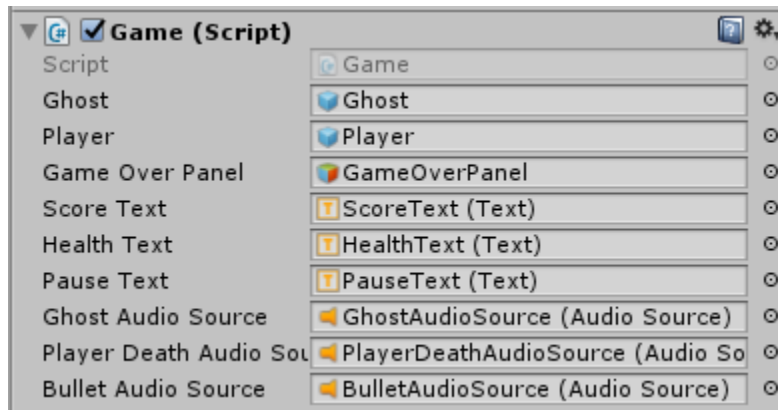 Game (Script)
Script Game
Ghost Ghost
Player Player
Game Over Panel GameOverPanel
Score Text ScoreText (Text)
Health Text HealthText (Text)
Pause Text PauseText (Text)
Ghost Audio Source GhostAudioSource (Audio Source)
Player Death Audio Sou PlayerDeathAudioSource (Audio So
Bullet Audio Source BulletAudioSource (Audio Source)